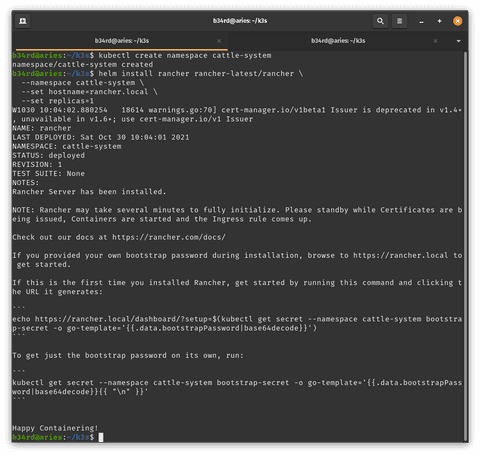 b34rd@aries:~/k3s
b34rd@aries:~/k3s
b34rd@aries:~/k3s
b34rd@aries:~/k3s$ kubectl create namespace cattle-system
namespace/cattle-system created
b34rd@aries:~/k3s$ helm install rancher rancher-latest/rancher \
  --namespace cattle-system \
  --set hostname=rancher.local \
  --set replicas=1
W1030 10:04:02.880254   18614 warnings.go:70] cert-manager.io/v1beta1 Issuer is deprecated in v1.4+
, unavailable in v1.6+; use cert-manager.io/v1 Issuer
NAME: rancher
LAST DEPLOYED: Sat Oct 30 10:04:01 2021
NAMESPACE: cattle-system
STATUS: deployed
REVISION: 1
TEST SUITE: None
NOTES:
Rancher Server has been installed.
NOTE: Rancher may take several minutes to fully initialize. Please standby while Certificates are b
eing issued, Containers are started and the Ingress rule comes up.
Check out our docs at https://rancher.com/docs/
If you provided your own bootstrap password during installation, browse to https://rancher.local to
 get started.
If this is the first time you installed Rancher, get started by running this command and clicking t
he URL it generates:
```
echo https://rancher.local/dashboard/?setup=$(kubectl get secret --namespace cattle-system bootstra
p-secret -o go-template='{{.data.bootstrapPassword|base64decode}}')
```
To get just the bootstrap password on its own, run:
```
kubectl get secret --namespace cattle-system bootstrap-secret -o go-template='{{.data.bootstrapPass
word|base64decode}}{{ "\n" }}'
```
Happy Containering!
b34rd@aries:~/k3s$